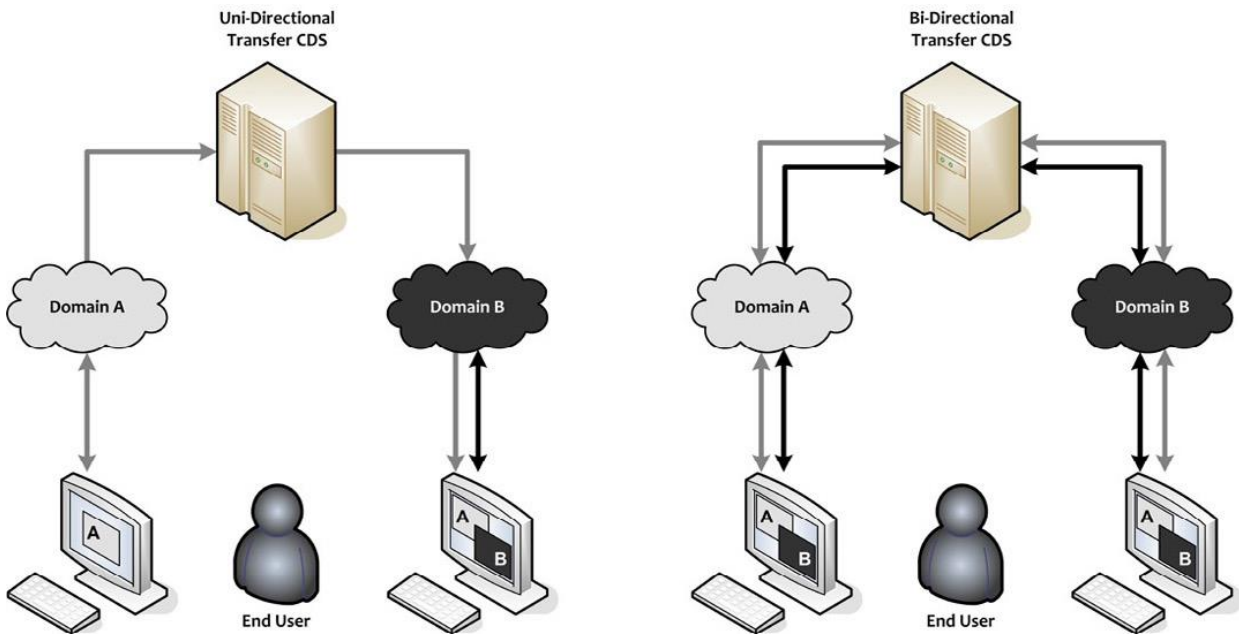 Uni-Directional
Transfer CDS
Domain A
Domain B
A
A
B
End User
Bi-Directional
Transfer CDS
Domain A
Domain B
A
B
A
B
End User